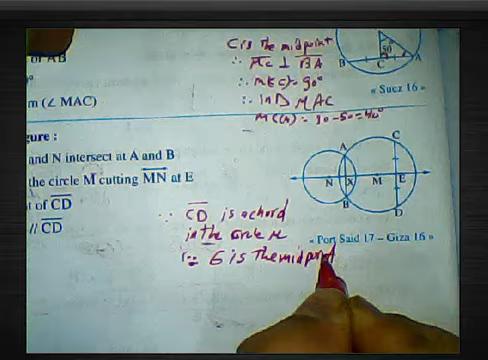 of AB
C is the midpoint
∴ MC ⊥ BA
∴ m(C) = 90°
∴ in Δ MAC
m(A) = 90-50=40°
m (∠ MAC)
50
B C A
« Suez 16 »
gure :
and N intersect at A and B
the circle M cutting MN at E
t of CD
// CD
A C
N X M E
B D
∵ CD is a chord
in the circle M
∵ E is the midpoint
« Port Said 17 – Giza 16 »